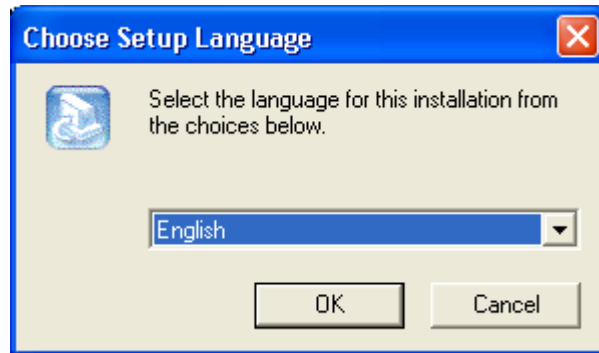 Choose Setup Language
Select the language for this installation from
the choices below.
English
OK
Cancel